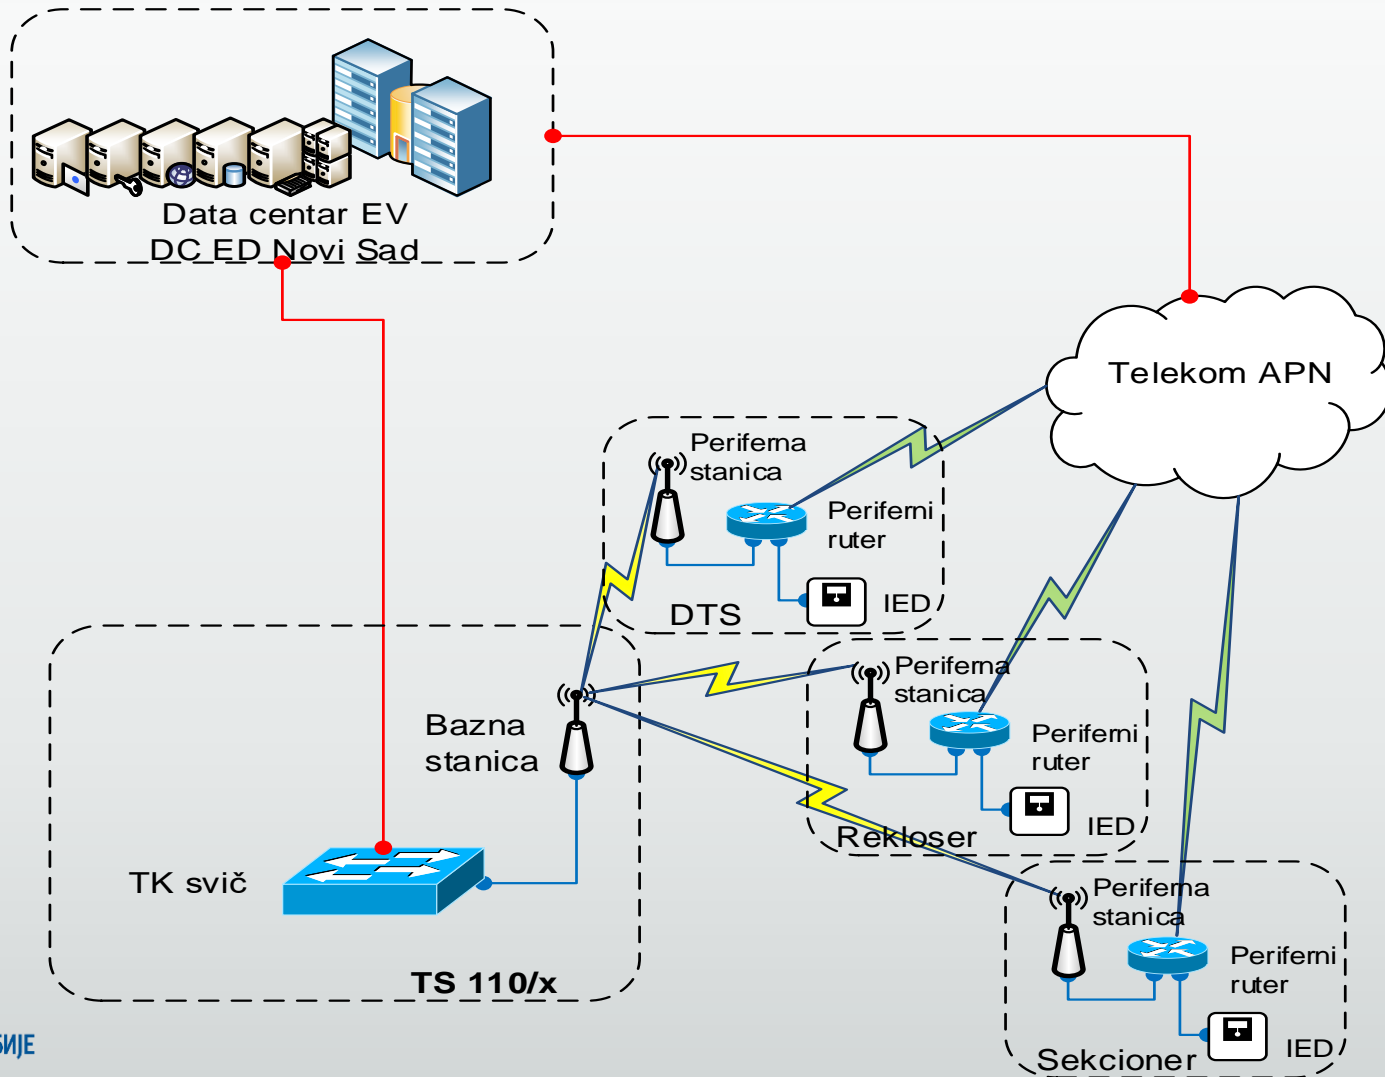 Data centar EV
DC ED Novi Sad
Telekom APN
Periferna
stanica
Periferni
ruter
IED
DTS
Periferna
stanica
Periferni
ruter
IED
Rekloser
Bazna
stanica
TK svič
TS 110/x
Periferna
stanica
Periferni
ruter
IED
Sekcioner